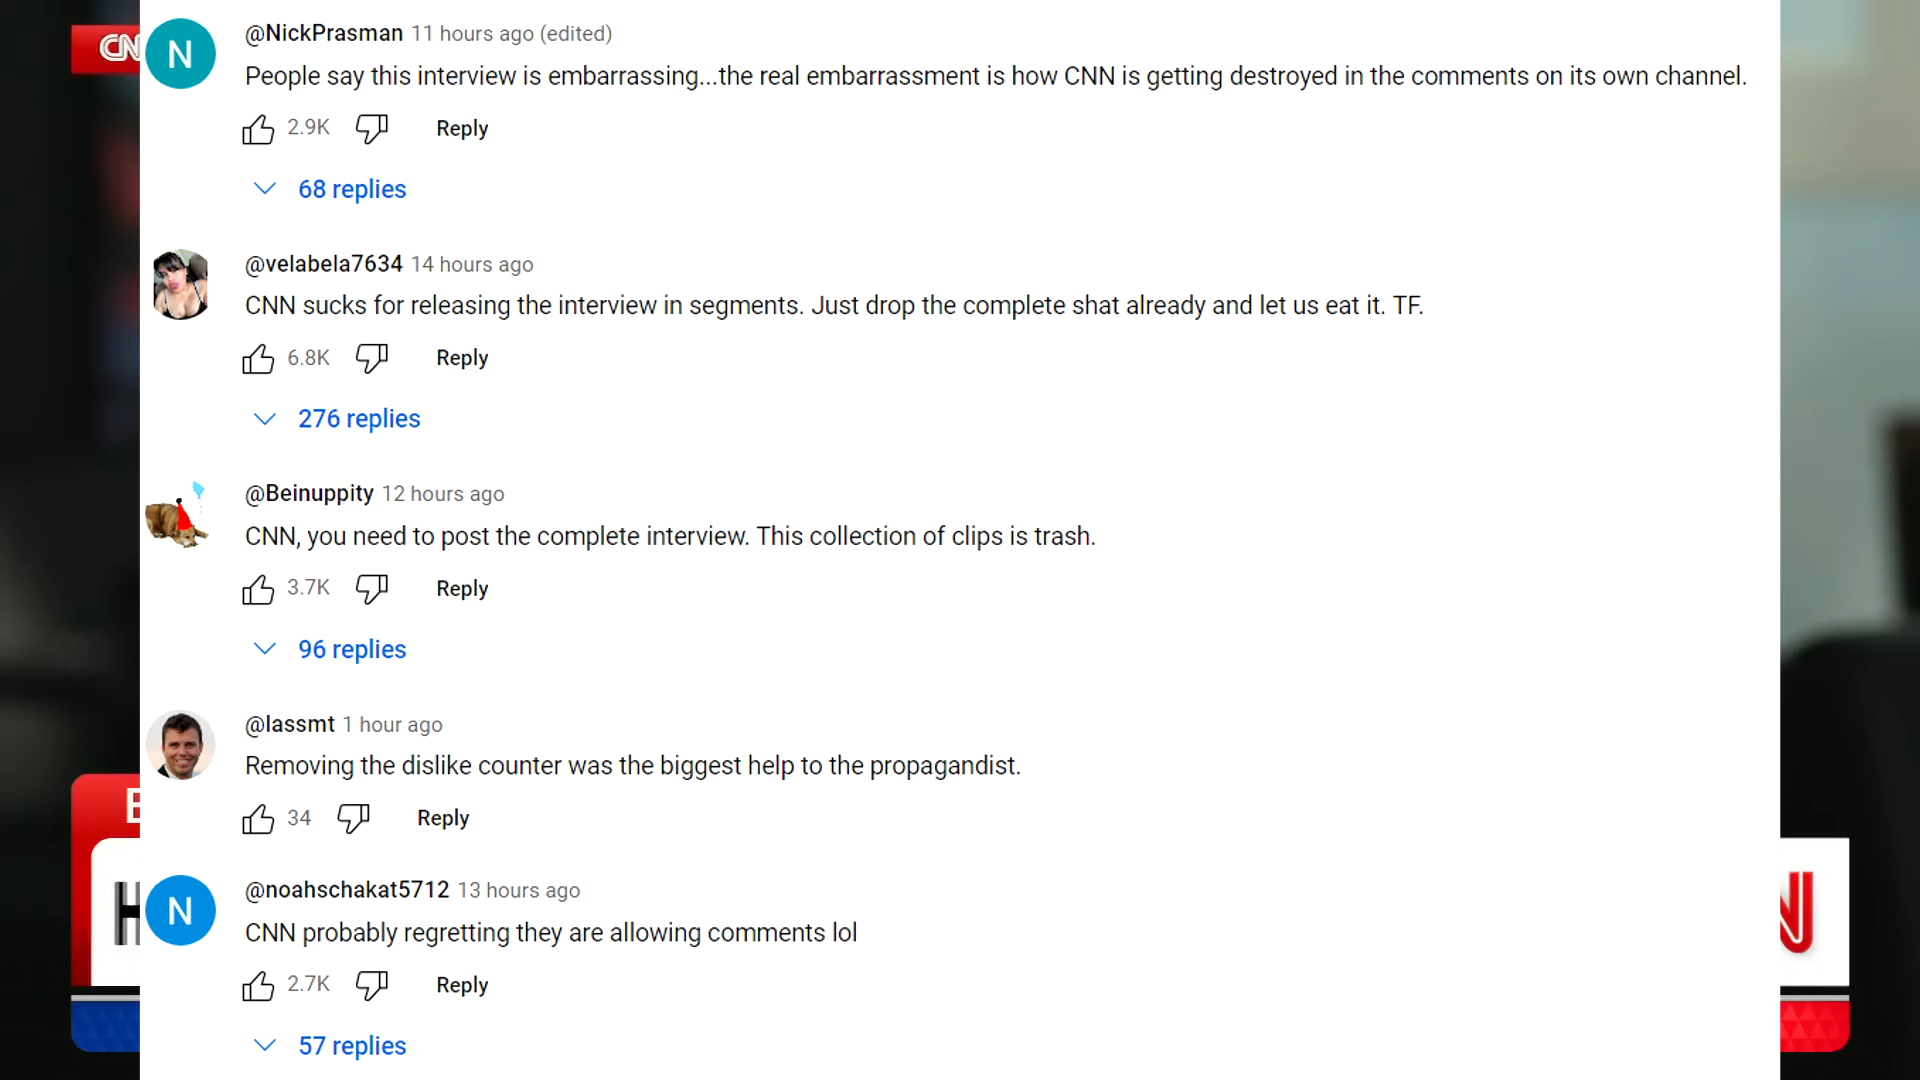 CN
N
@NickPrasman 11 hours ago (edited)
People say this interview is embarrassing...the real embarrassment is how CNN is getting destroyed in the comments on its own channel.
2.9K Reply
68 replies
@velabela7634 14 hours ago
CNN sucks for releasing the interview in segments. Just drop the complete shat already and let us eat it. TF.
6.8K Reply
276 replies
@Beinuppity 12 hours ago
CNN, you need to post the complete interview. This collection of clips is trash.
3.7K Reply
96 replies
@lassmt 1 hour ago
Removing the dislike counter was the biggest help to the propagandist.
34 Reply
N
@noahschakat5712 13 hours ago
CNN probably regretting they are allowing comments lol
2.7K Reply
57 replies